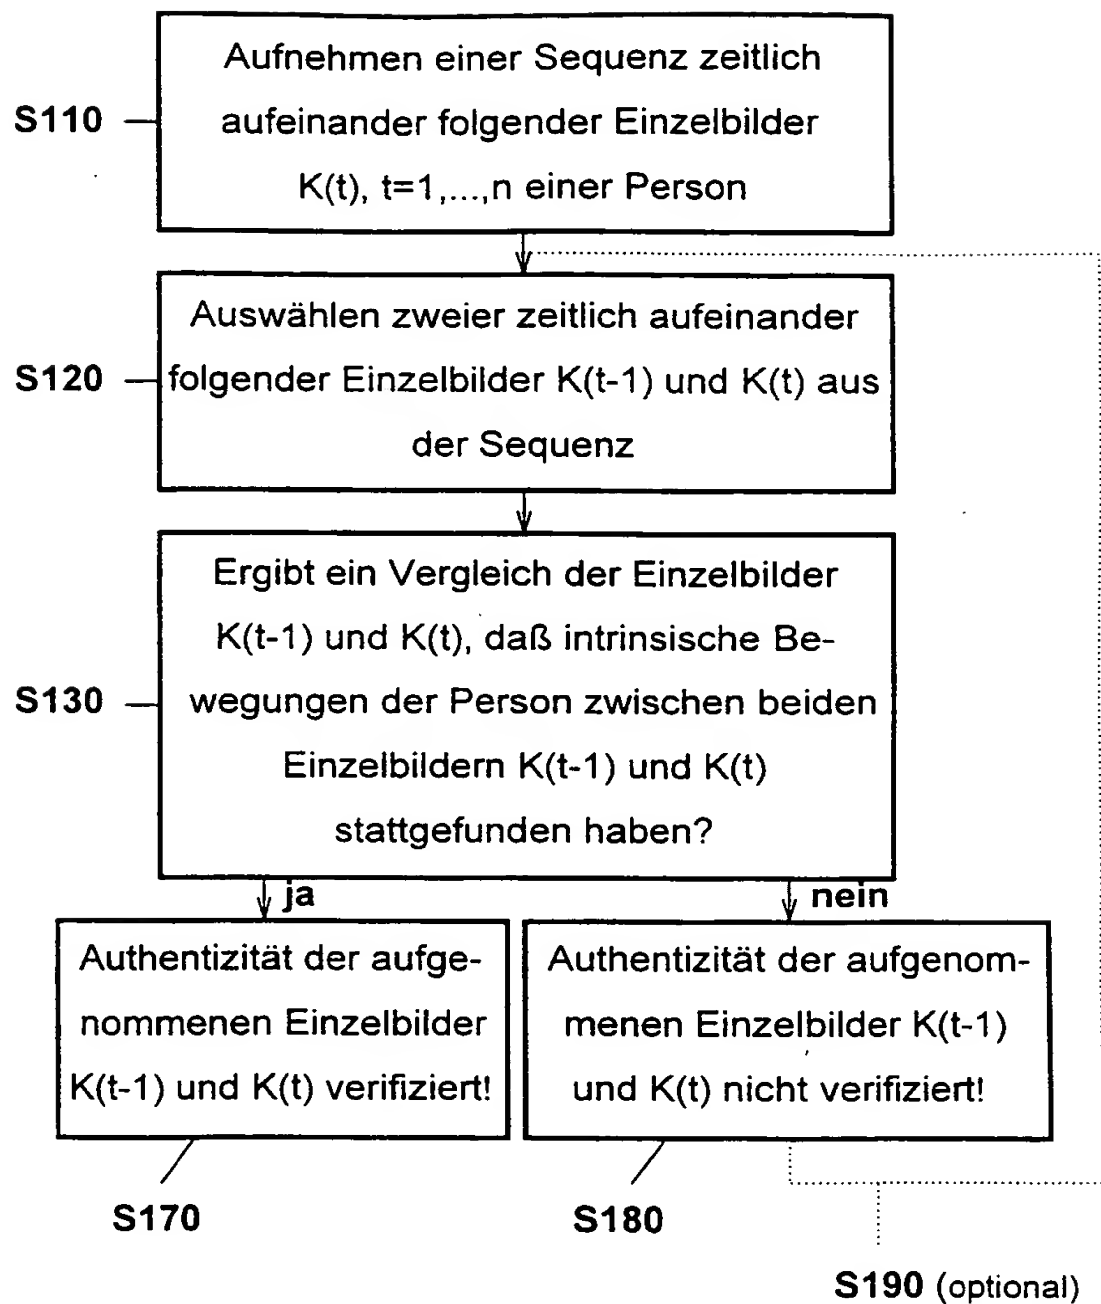 Aufnehmen einer Sequenz zeitlich
aufeinander folgender Einzelbilder
K(t), t=1,...,n einer Person
S110
Auswählen zweier zeitlich aufeinander
folgender Einzelbilder K(t-1) und K(t) aus
der Sequenz
S120
Ergibt ein Vergleich der Einzelbilder
K(t-1) und K(t), daß intrinsische Be-
wegungen der Person zwischen beiden
Einzelbildern K(t-1) und K(t)
stattgefunden haben?
S130
ja
nein
Authentizität der aufge-
nommenen Einzelbilder
K(t-1) und K(t) verifiziert!
Authentizität der aufgenom-
menen Einzelbilder K(t-1)
und K(t) nicht verifiziert!
S170
S180
S190 (optional)